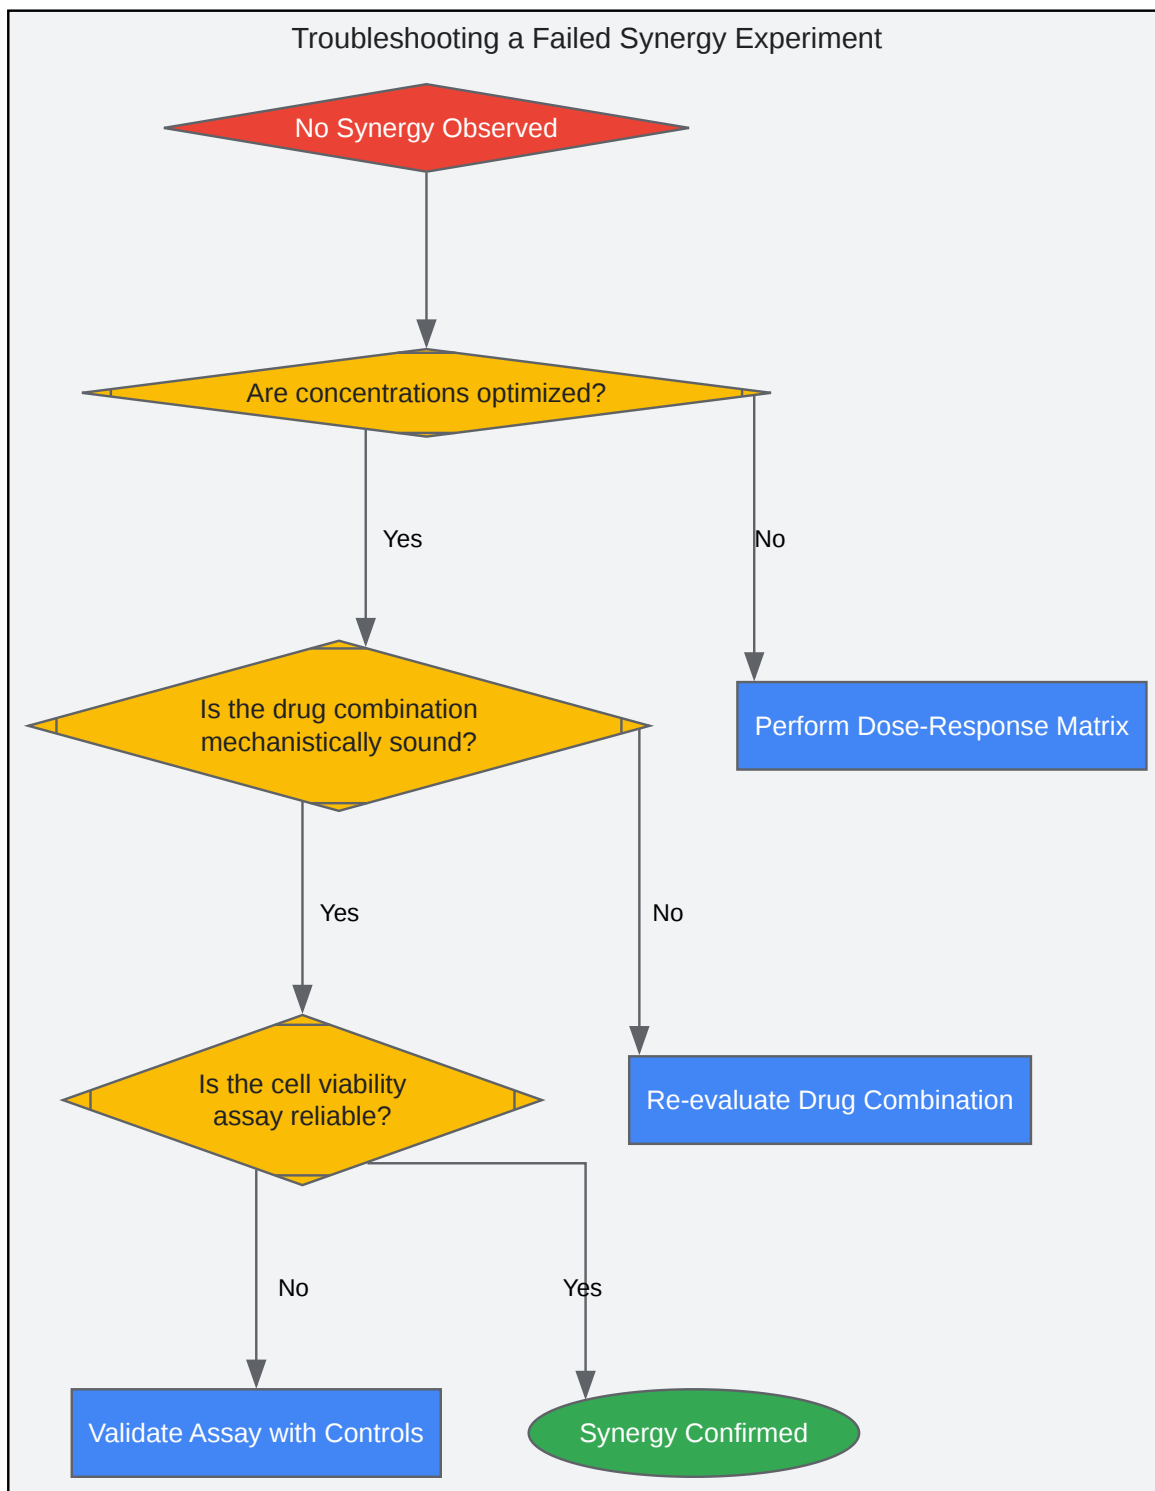 Troubleshooting a Failed Synergy Experiment
No Synergy Observed
Are concentrations optimized?
Yes
No
Is the drug combination
mechanistically sound?
Perform Dose-Response Matrix
Yes
No
Is the cell viability
assay reliable?
Re-evaluate Drug Combination
No
Yes
Validate Assay with Controls
Synergy Confirmed